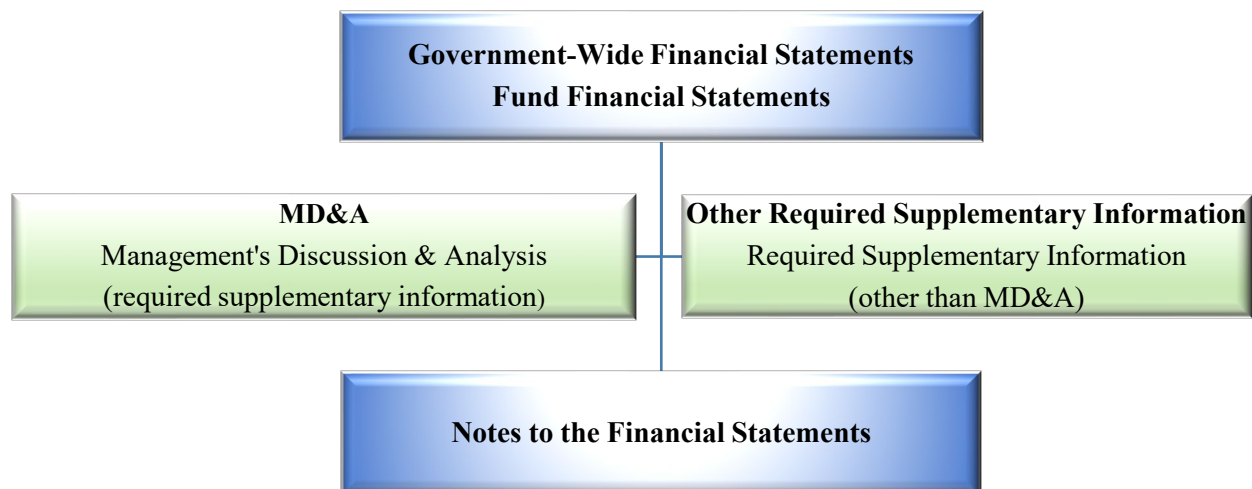 Government-Wide Financial Statements
Fund Financial Statements
MD&A
Management's Discussion & Analysis
(required supplementary information)
Other Required Supplementary Information
Required Supplementary Information
(other than MD&A)
Notes to the Financial Statements